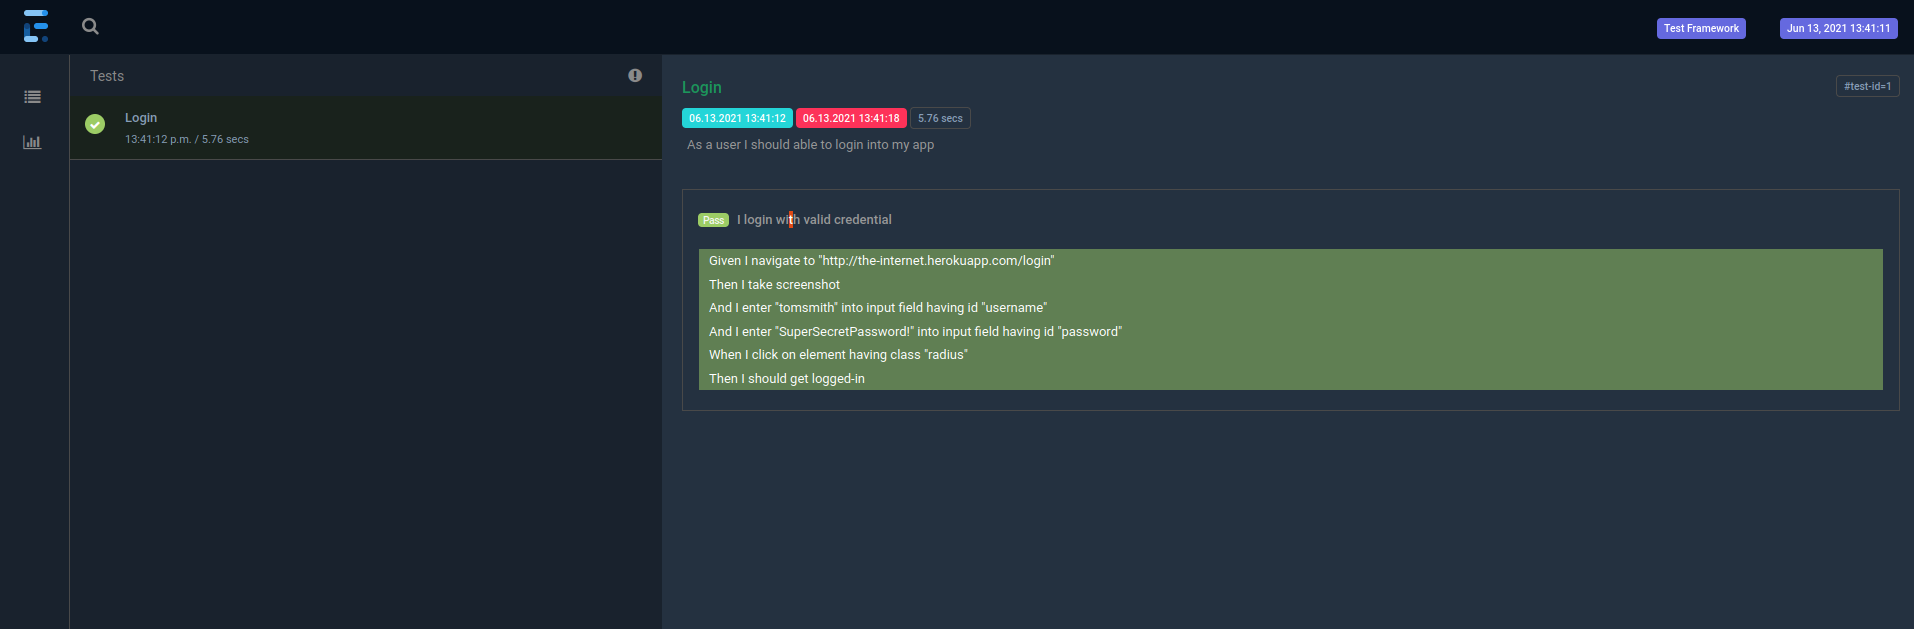 Test Framework
Jun 13, 2021 13:41:11
Tests
Login
13:41:12 p.m. / 5.76 secs
Login
#test-id=1
06.13.2021 13:41:12 06.13.2021 13:41:18 5.76 secs
As a user I should able to login into my app
Pass I login with valid credential
Given I navigate to "http://the-internet.herokuapp.com/login"
Then I take screenshot
And I enter "tomsmith" into input field having id "username"
And I enter "SuperSecretPassword!" into input field having id "password"
When I click on element having class "radius"
Then I should get logged-in